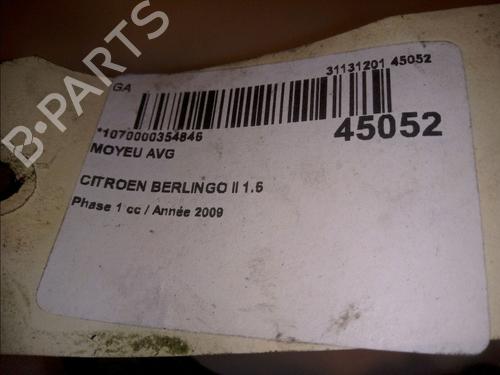 GA
31131201 45052
*1070000354846
45052
MOYEU AVG
CITROEN BERLINGO II 1.6
Phase 1 cc / Année 2009
B-PARTS